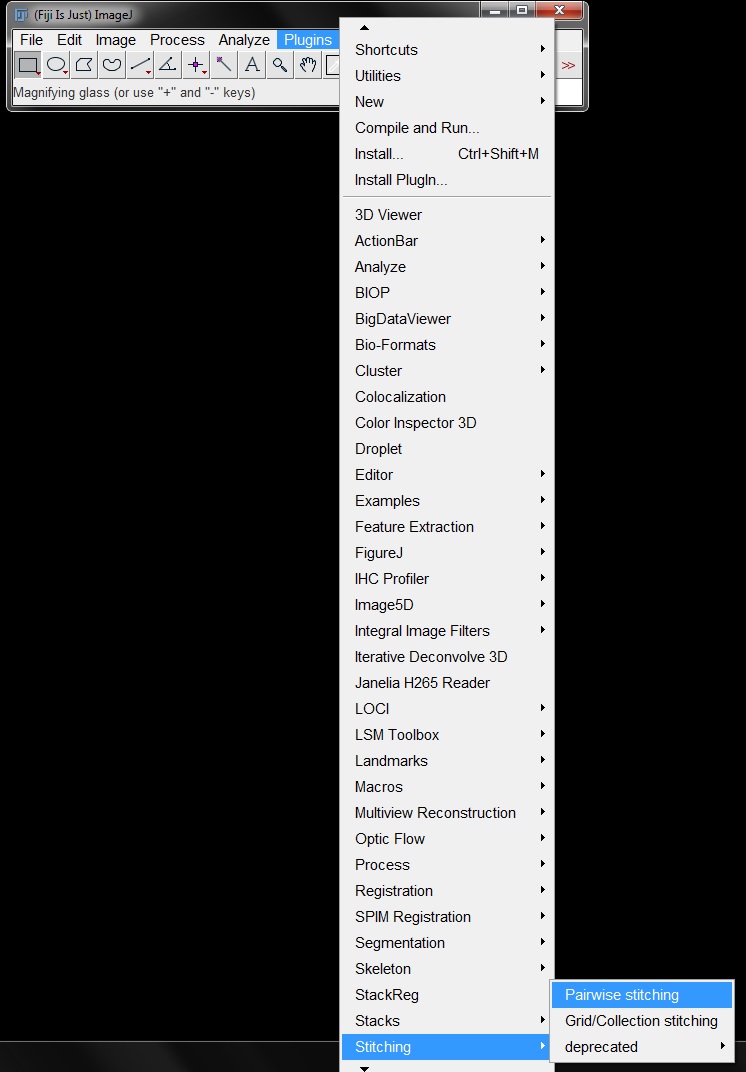 (Fiji Is Just) ImageJ
File Edit Image Process Analyze Plugins
A >>
Magnifying glass (or use "+" and "-" keys)
Shortcuts
Utilities
New
Compile and Run...
Install... Ctrl+Shift+M
Install PlugIn...
3D Viewer
ActionBar
Analyze
BIOP
BigDataViewer
Bio-Formats
Cluster
Colocalization
Color Inspector 3D
Droplet
Editor
Examples
Feature Extraction
FigureJ
IHC Profiler
Image5D
Integral Image Filters
Iterative Deconvolve 3D
Janelia H265 Reader
LOCI
LSM Toolbox
Landmarks
Macros
Multiview Reconstruction
Optic Flow
Process
Registration
SPIM Registration
Segmentation
Skeleton
StackReg
Stacks
Stitching
Pairwise stitching
Grid/Collection stitching
deprecated